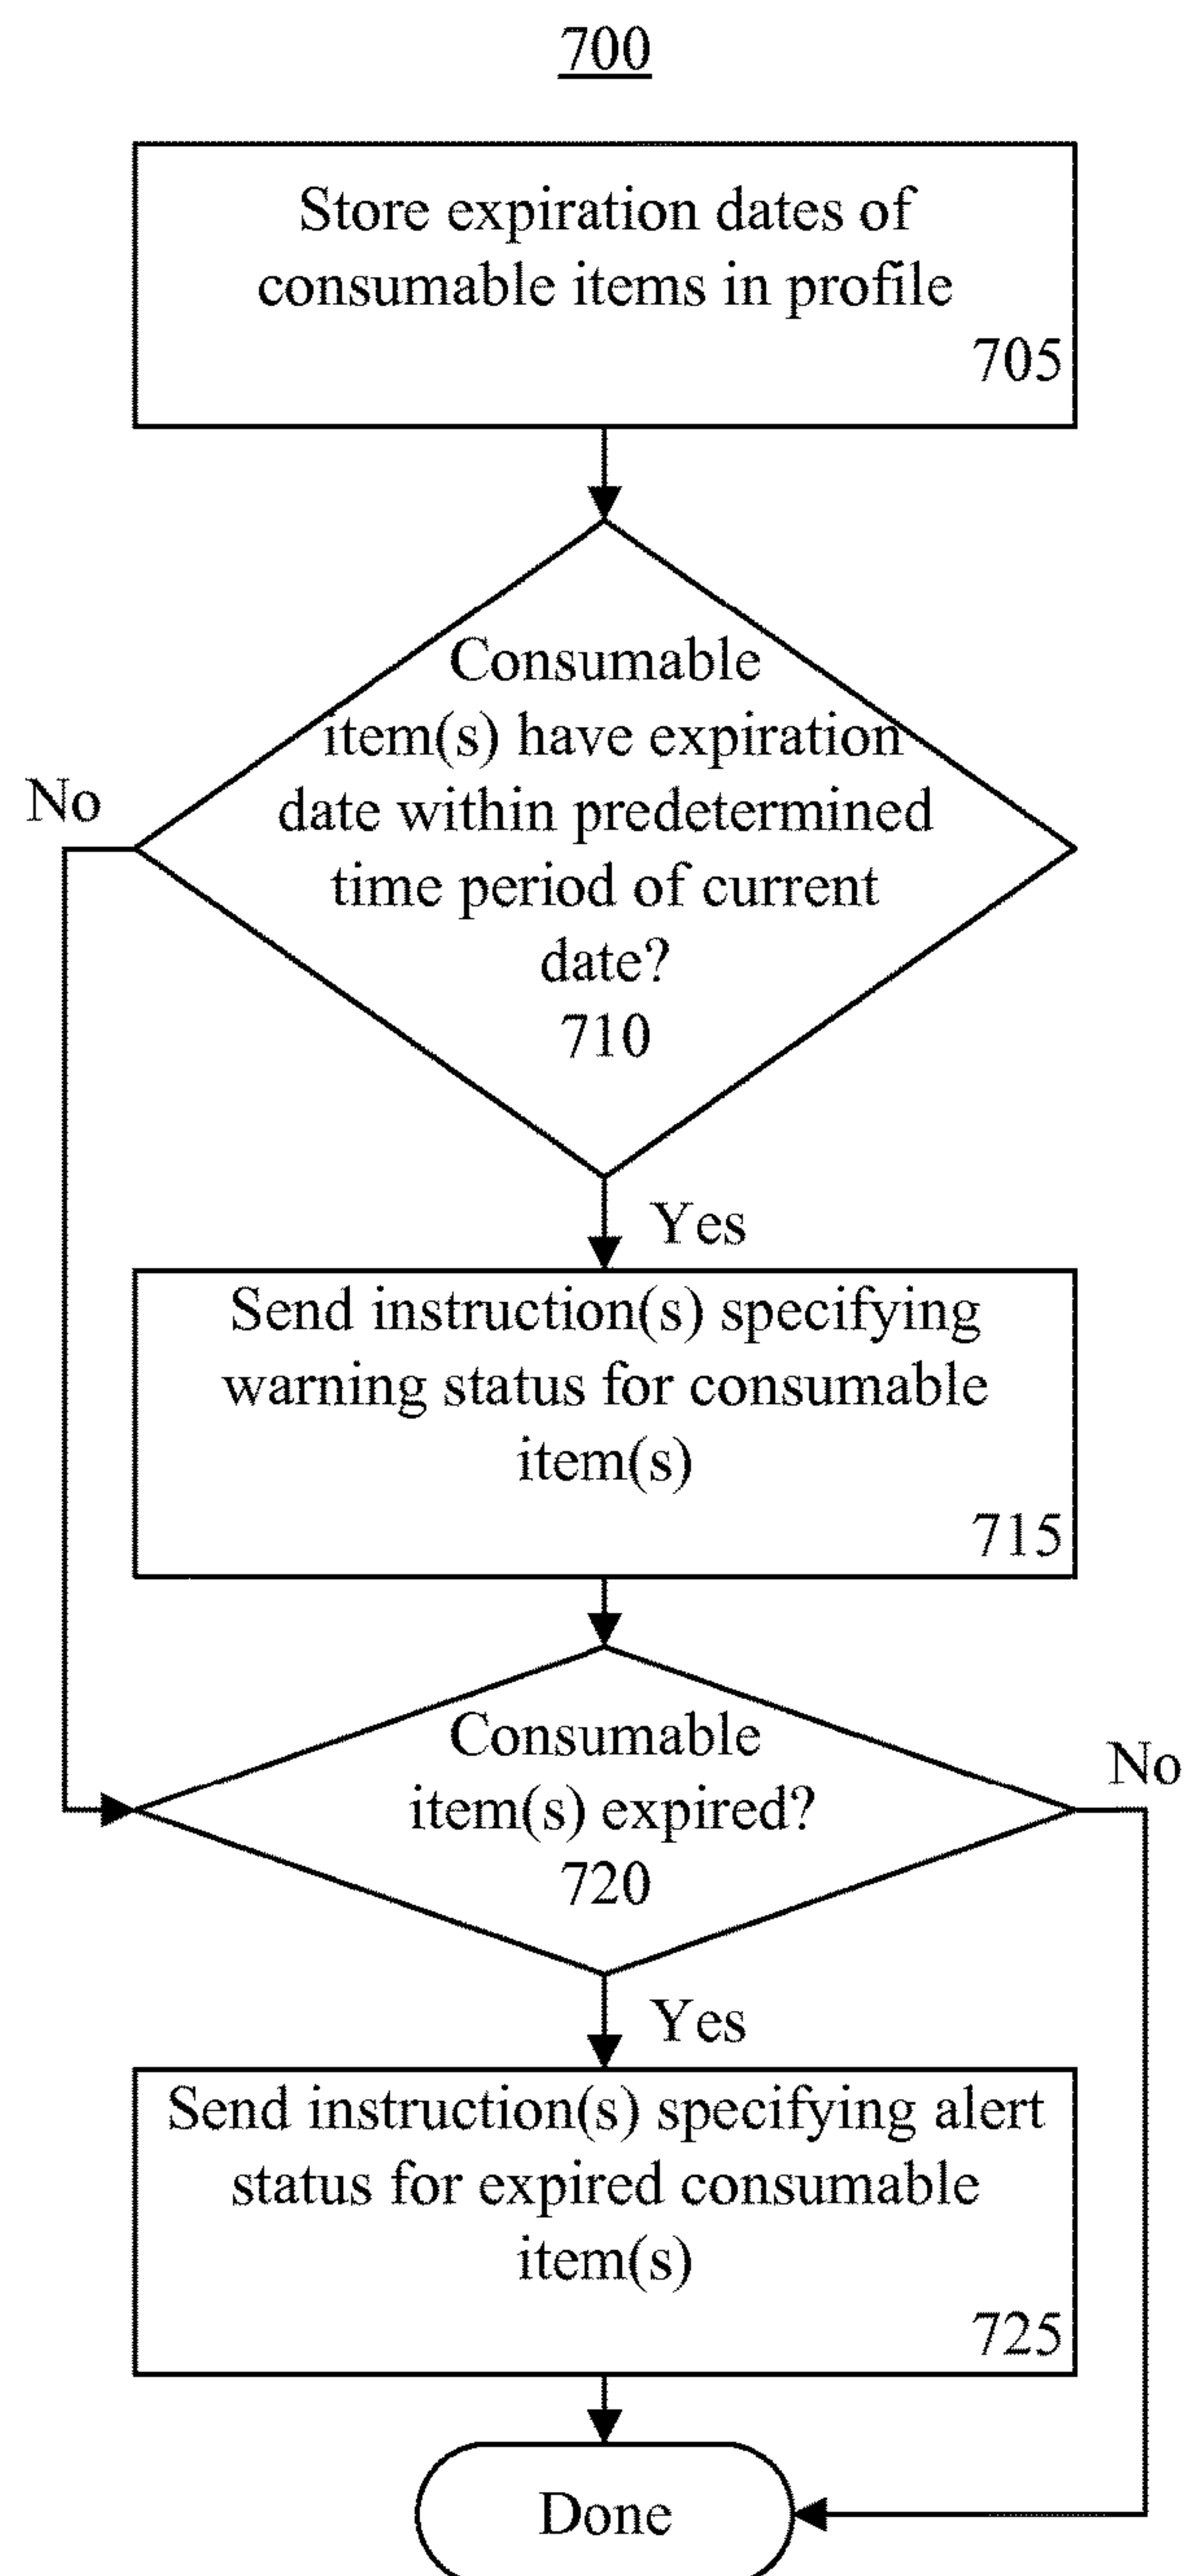 700
Store expiration dates of
consumable items in profile
705
Consumable
item(s) have expiration
date within predetermined
time period of current
date?
710
No
Yes
Send instruction(s) specifying
warning status for consumable
item(s)
715
Consumable
item(s) expired?
720
No
Yes
Send instruction(s) specifying alert
status for expired consumable
item(s)
725
Done